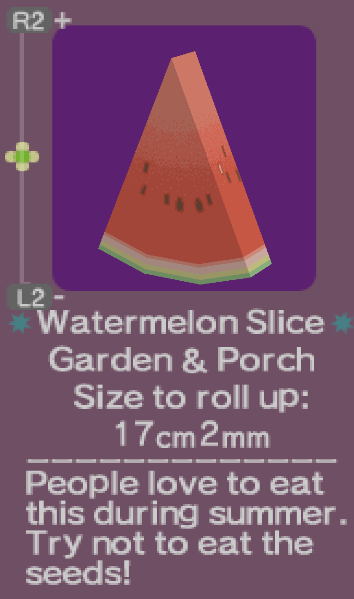 R2 +
L2 -
Watermelon Slice
Garden & Porch
Size to roll up:
17cm2mm
People love to eat
this during summer.
Try not to eat the
seeds!